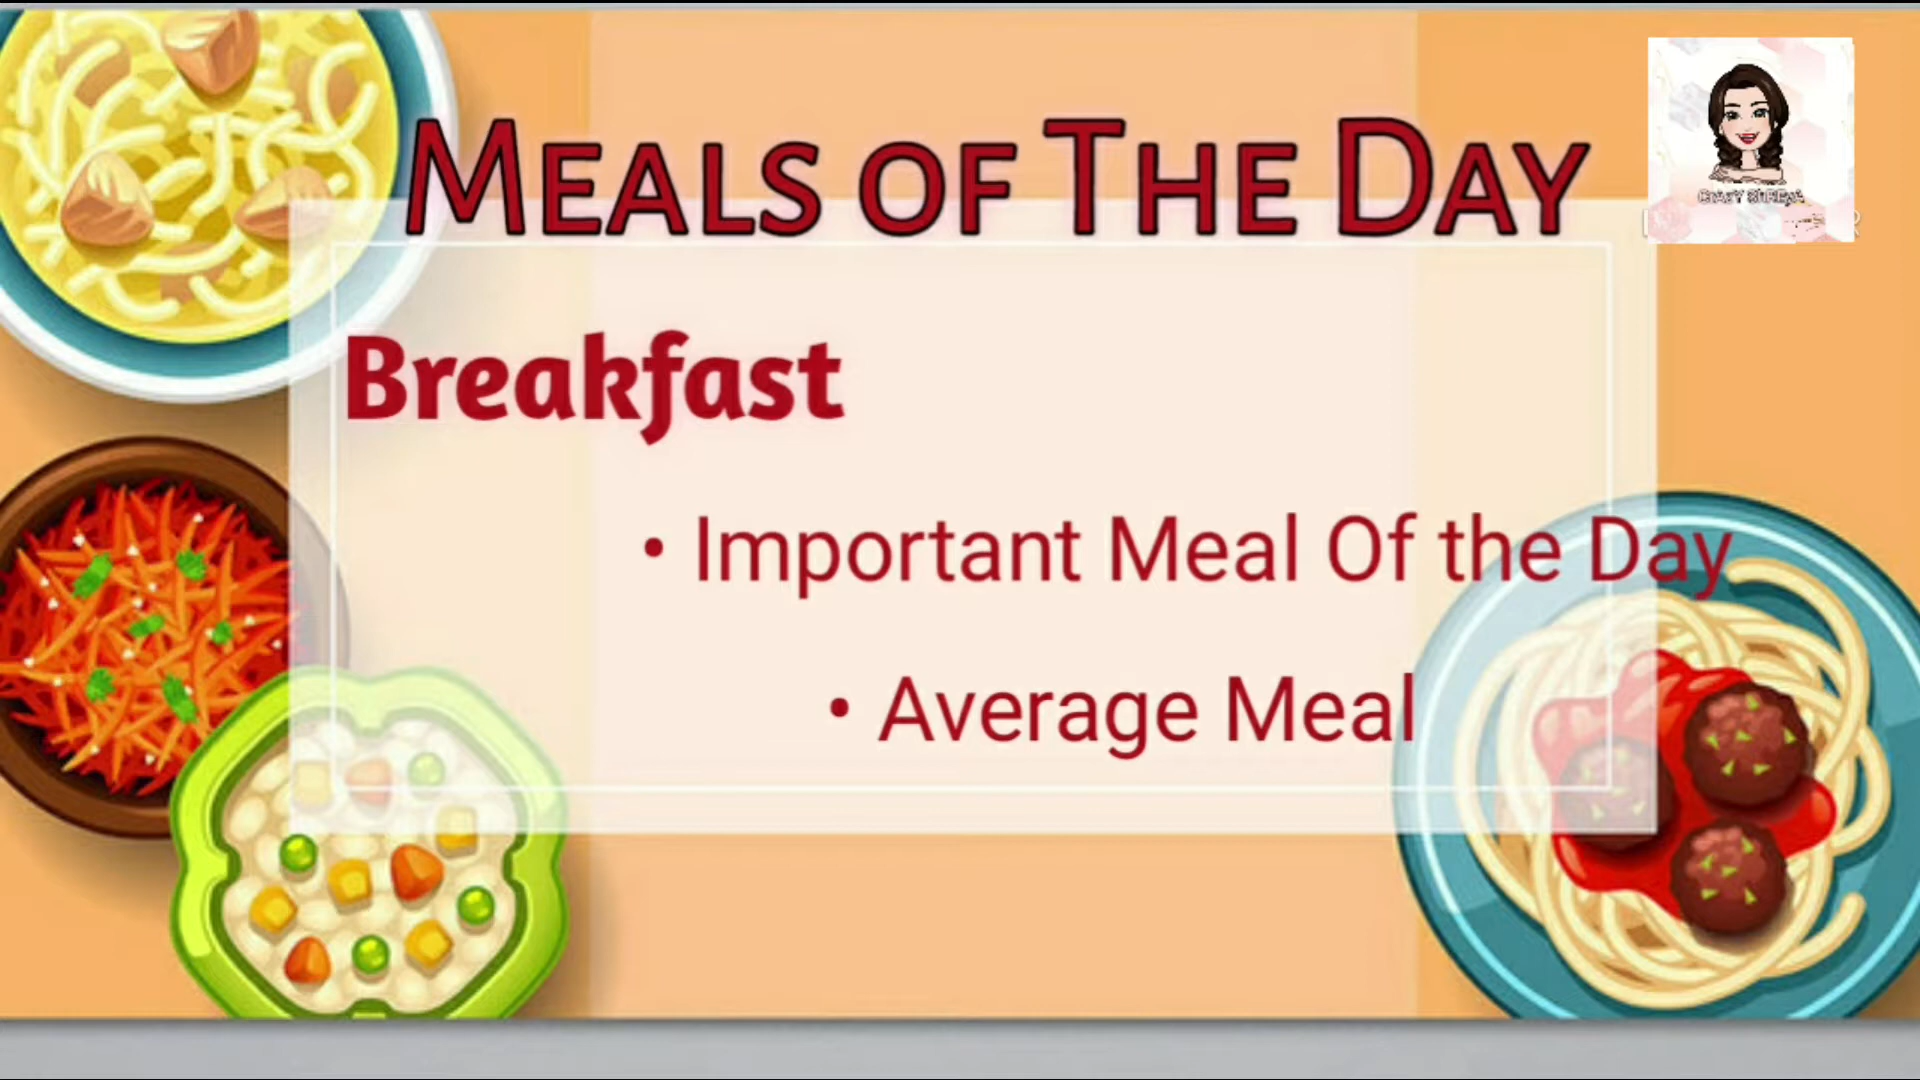 MEALS OF THE DAY
Breakfast
• Important Meal Of the Day
• Average Meal